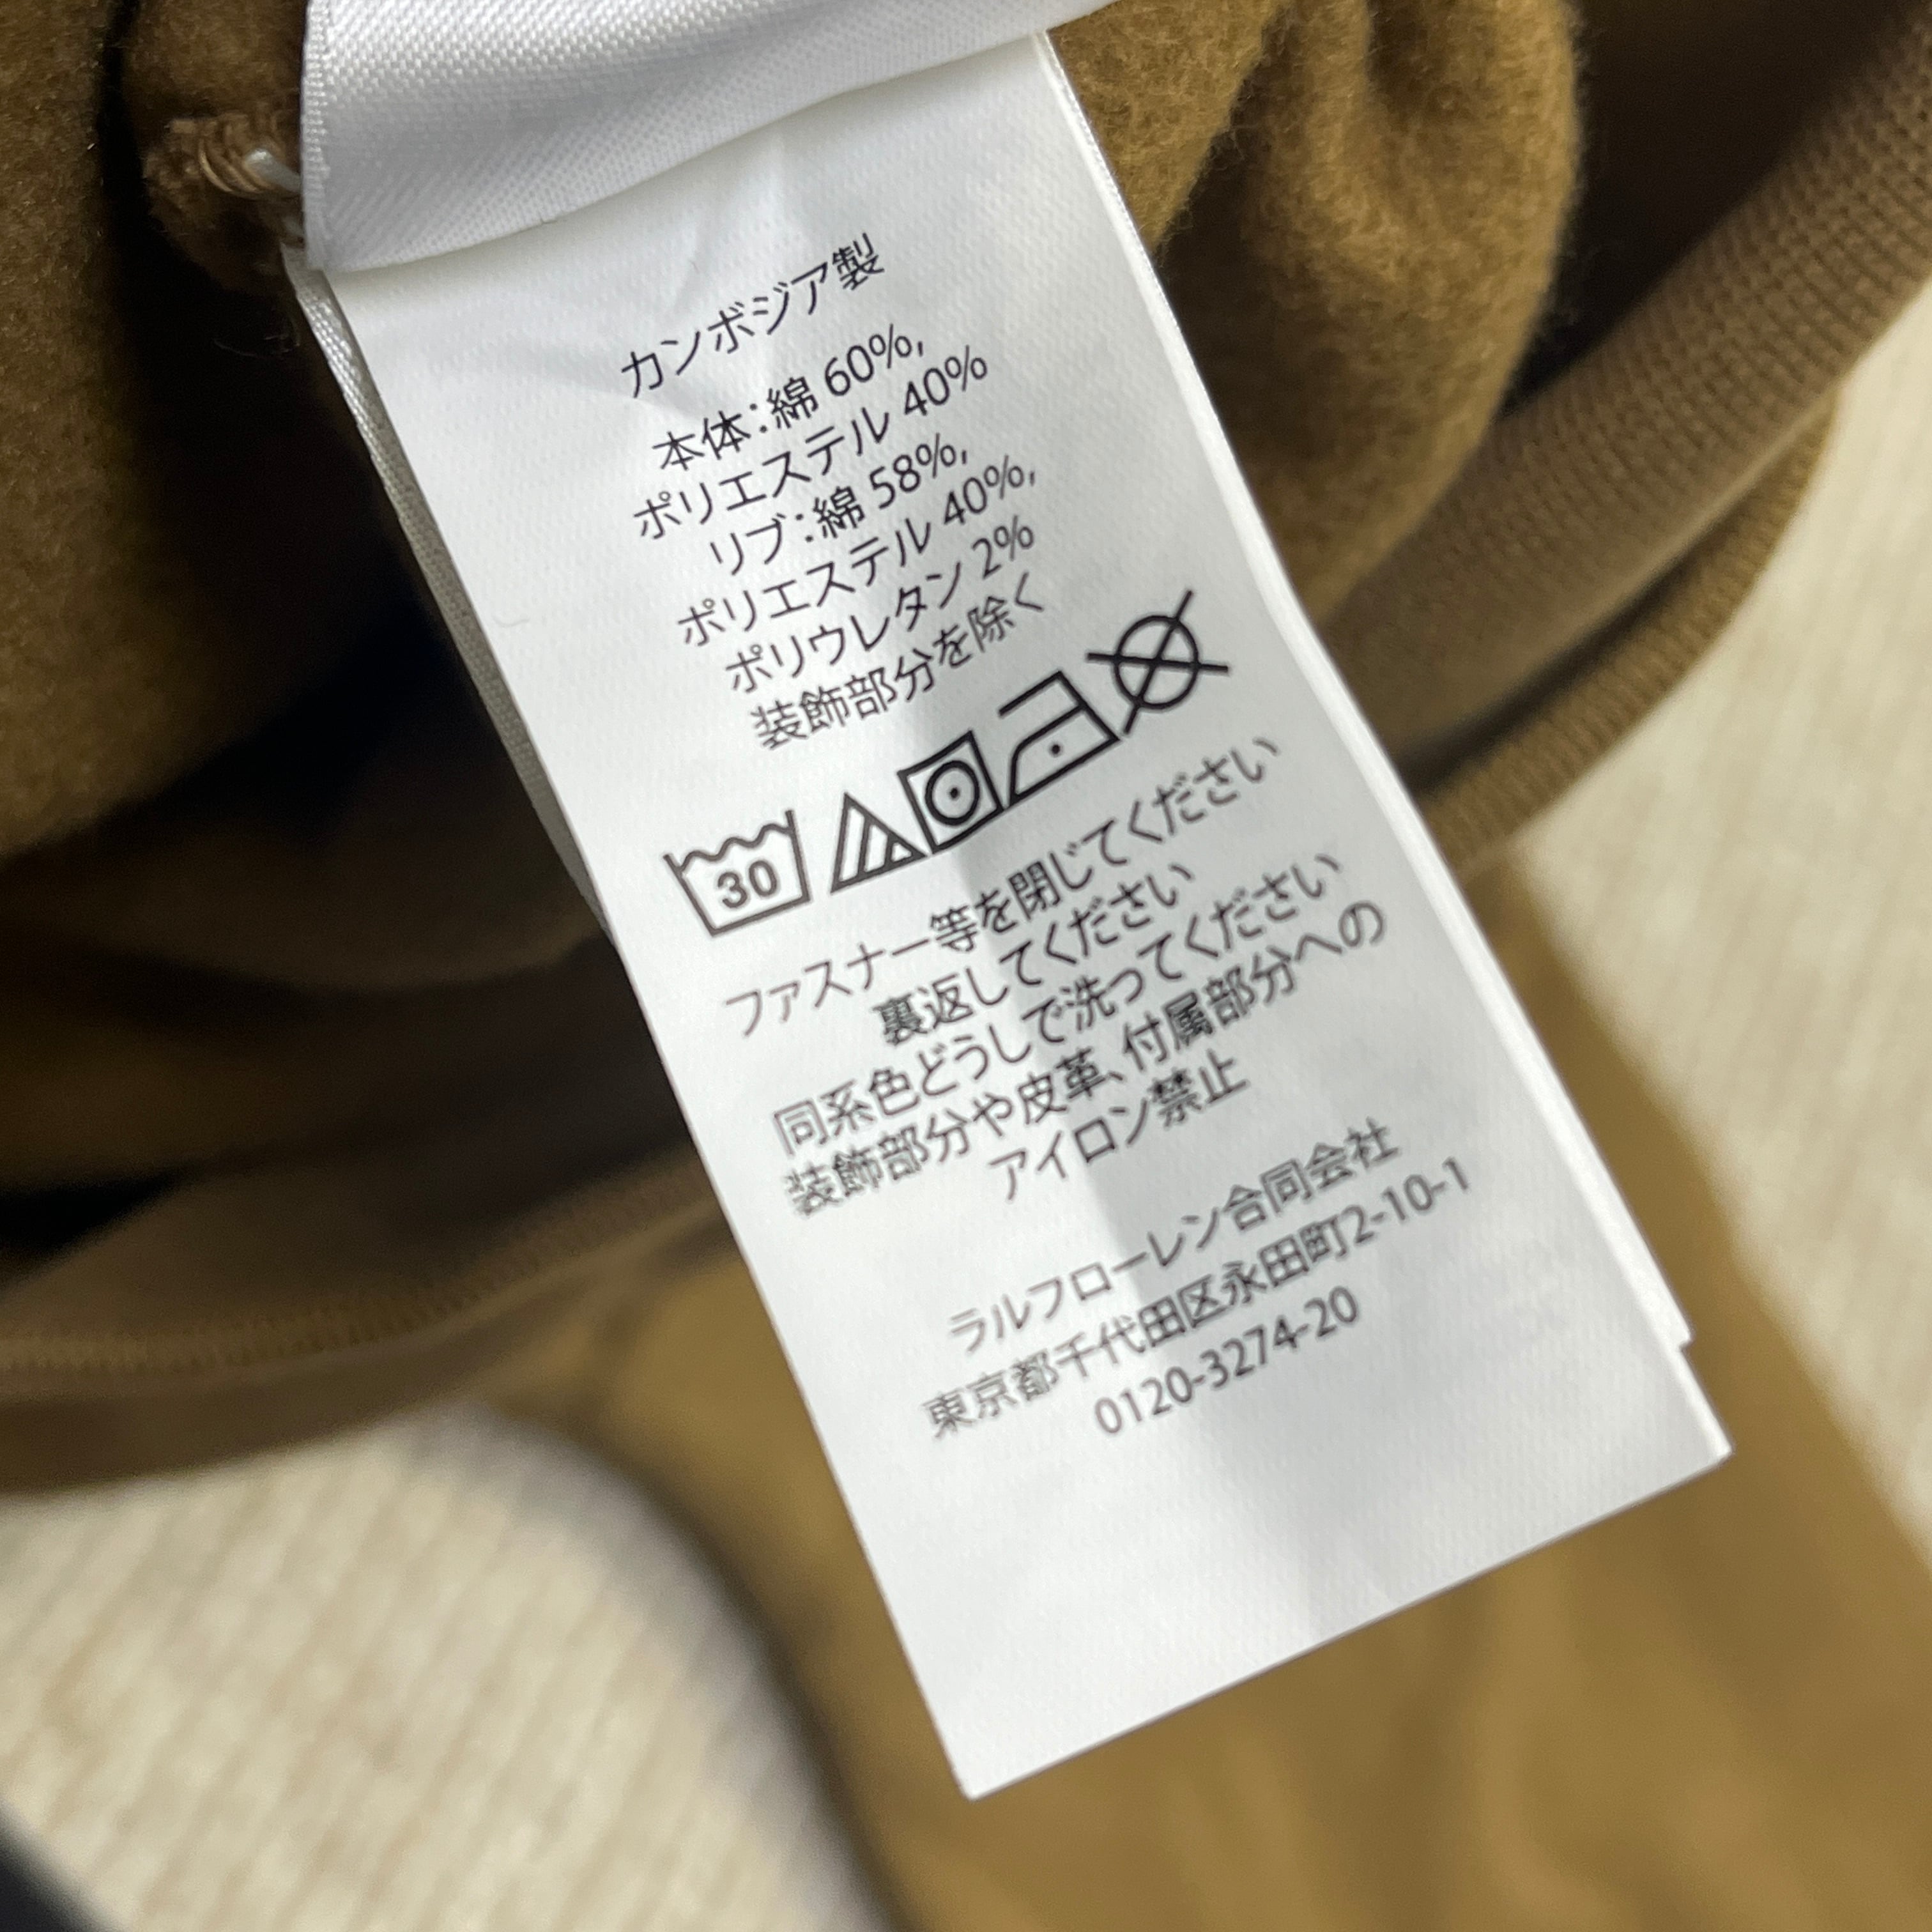 カンボジア製
本体：綿 60%,
ポリエステル 40%
リブ：綿 58%,
ポリエステル 40%,
ポリウレタン 2%
装飾部分を除く
30
ファスナー等を閉じてください
裏返してください
同系色どうしで洗ってください
装飾部分や皮革、付属部分への
アイロン禁止
ラルフローレン合同会社
東京都千代田区永田町2-10-1
0120-3274-20